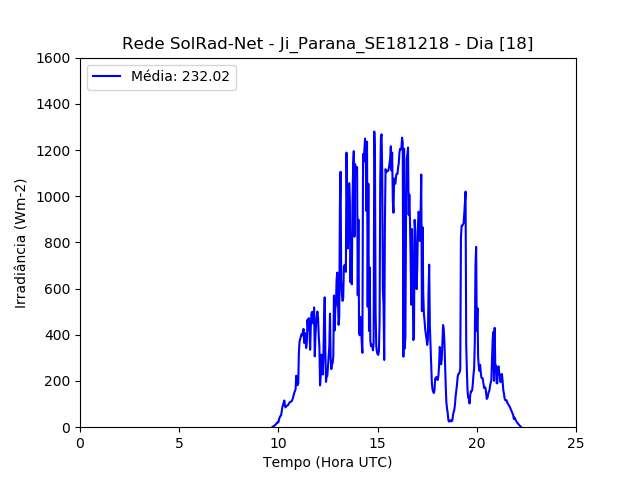 Rede SolRad-Net - Ji_Parana_SE181218 - Dia [18]
Média: 232.02
Irradiância (Wm-2)
1600
1400
1200
1000
800
600
400
200
0
0 5 10 15 20 25
Tempo (Hora UTC)